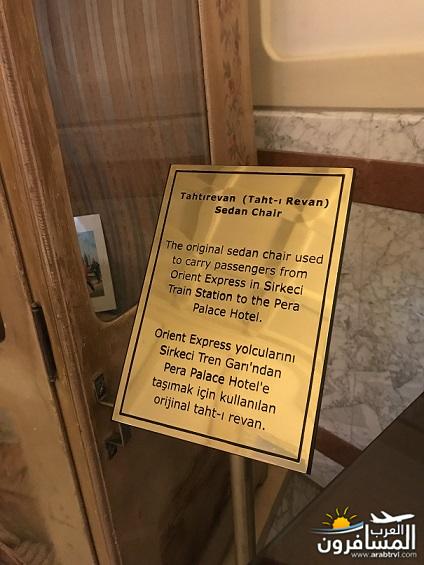 Tahtırevan (Taht-ı Revan)
Sedan Chair
The original sedan chair used
to carry passengers from
Orient Express in Sirkeci
Train Station to the Pera
Palace Hotel.
Orient Express yolcularını
Sirkeci Tren Garı'ndan
Pera Palace Hotel'e
taşımak için kullanılan
orijinal taht-ı revan.
العرب
المسافرون
www.arabtrvl.com